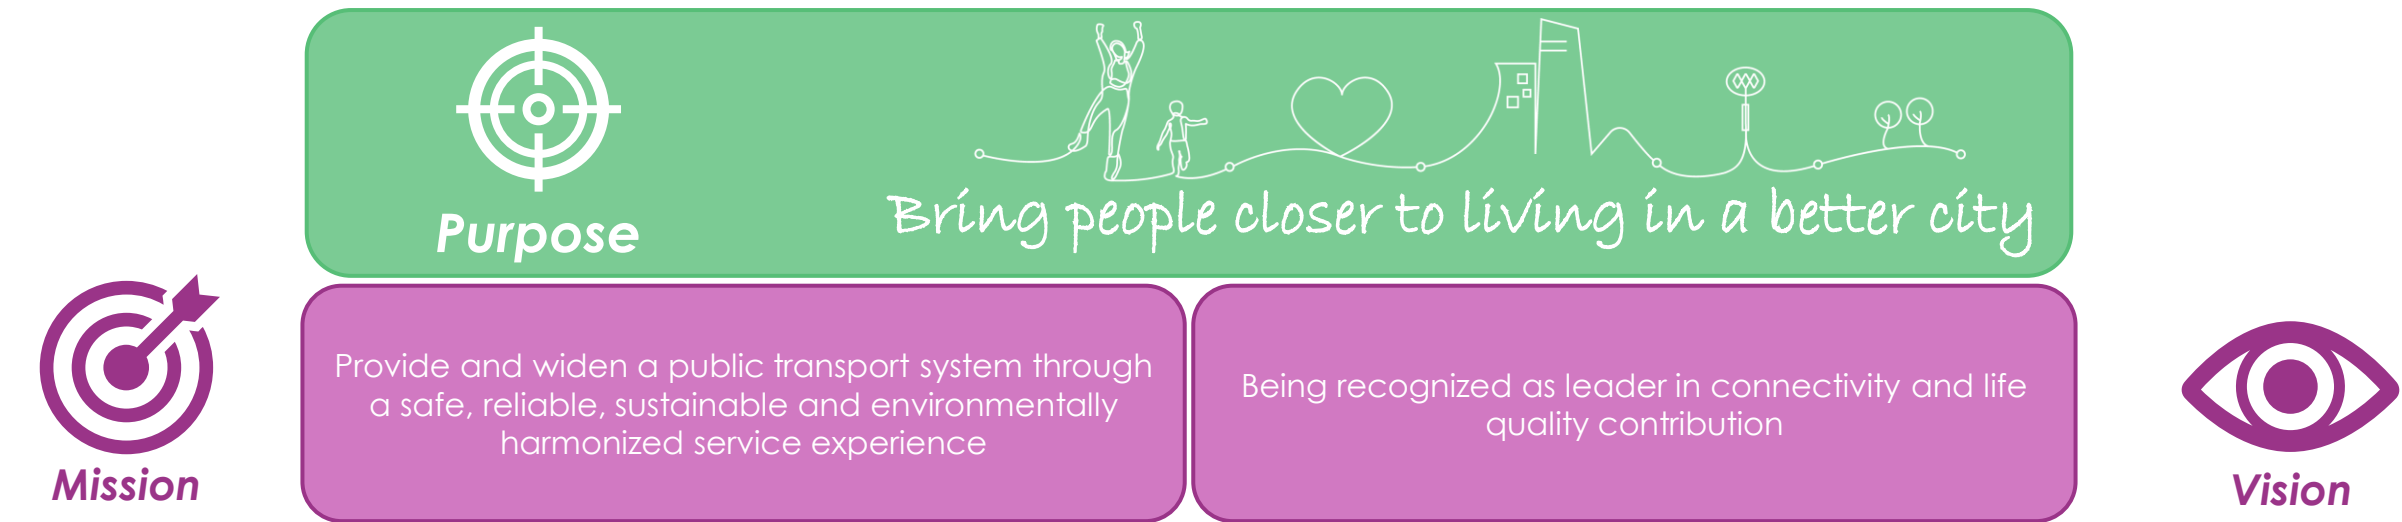 Purpose
Bring people closer to living in a better city
Mission
Provide and widen a public transport system through
a safe, reliable, sustainable and environmentally
harmonized service experience
Being recognized as leader in connectivity and life
quality contribution
Vision